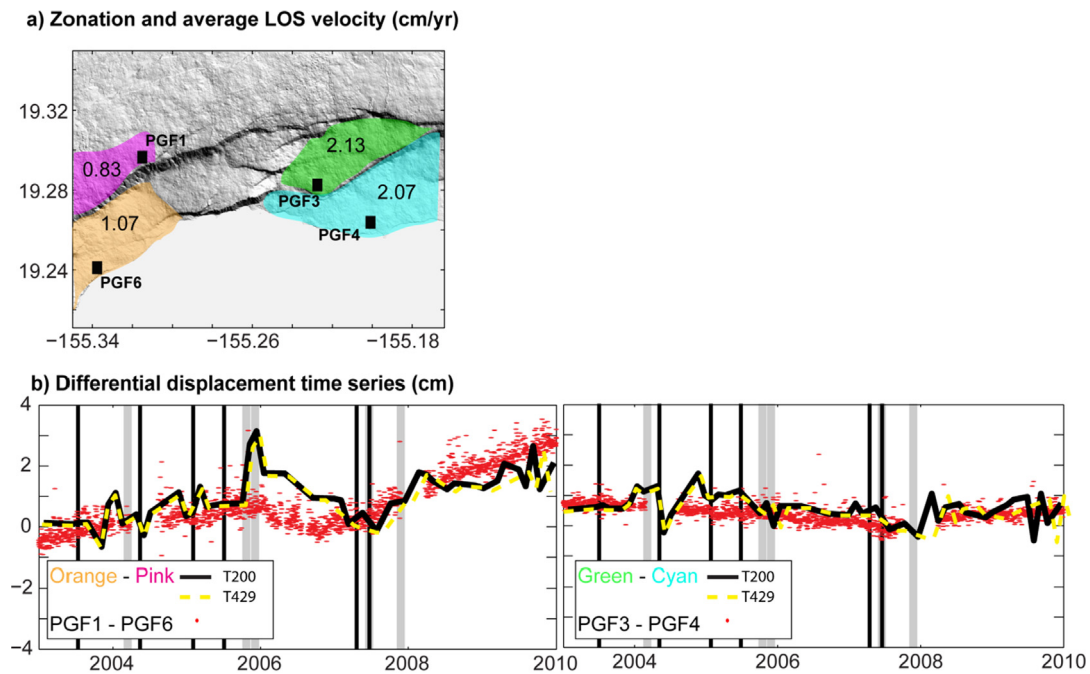 a) Zonation and average LOS velocity (cm/yr)
19.32
19.28
19.24
PGF1
0.83
2.13
1.07
PGF3
2.07
PGF4
PGF6
−155.34
−155.26
−155.18
b) Differential displacement time series (cm)
4
2
0
−2
−4
Orange - Pink
T200
T429
PGF1 - PGF6
Green - Cyan
T200
T429
PGF3 - PGF4
2004
2006
2008
2010
2004
2006
2008
2010